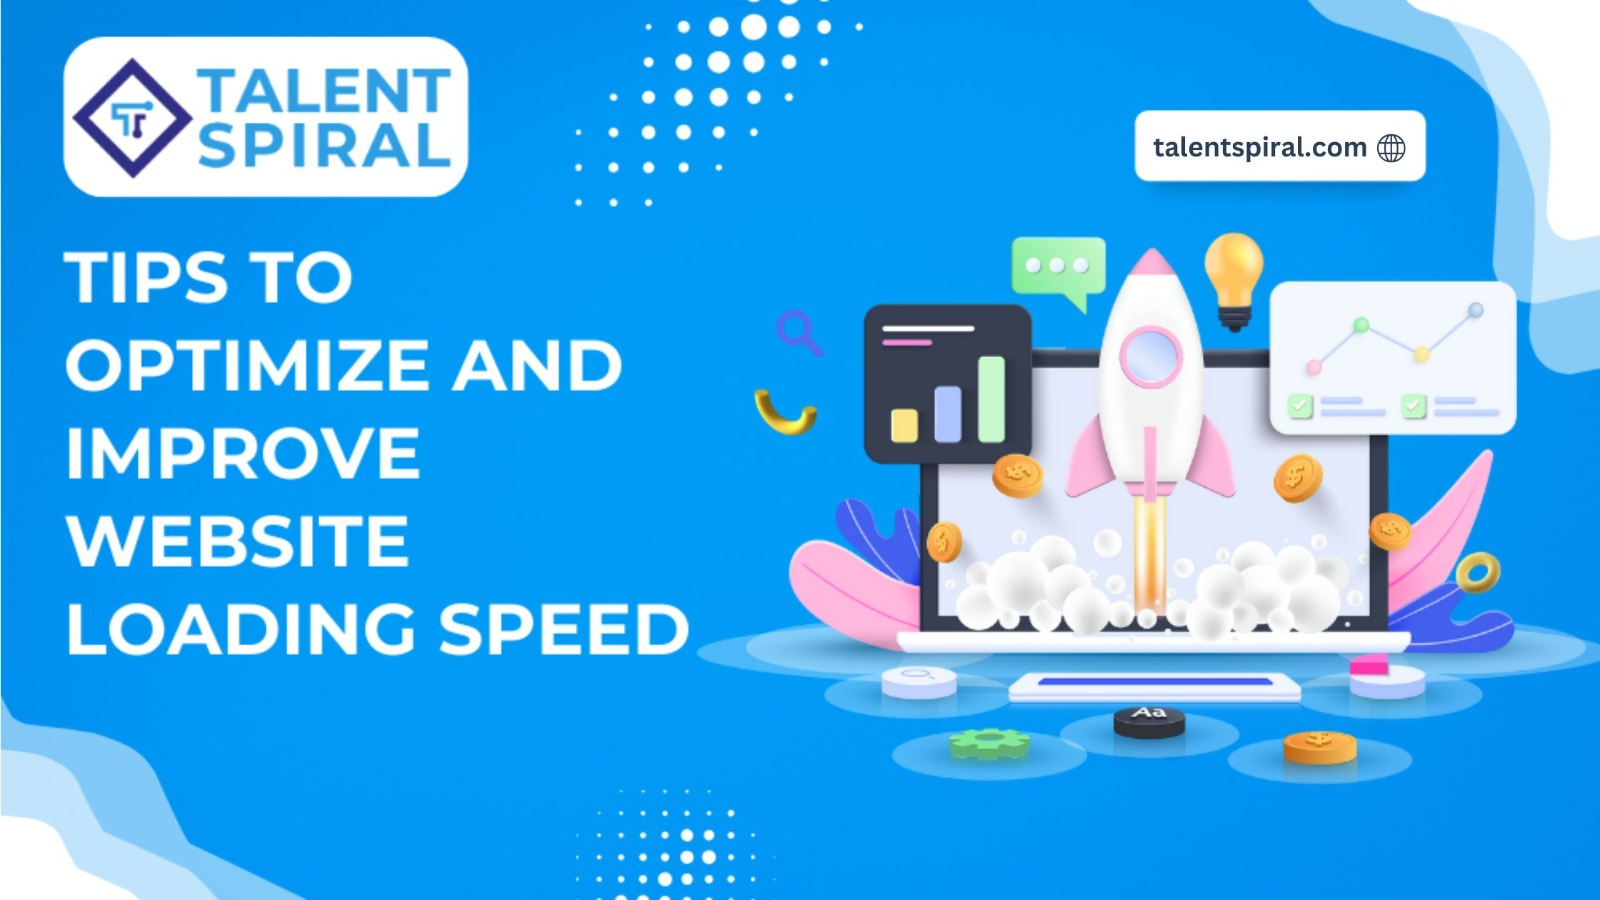 TALENT
SPIRAL
talentspiral.com
TIPS TO
OPTIMIZE AND
IMPROVE
WEBSITE
LOADING SPEED
Aa